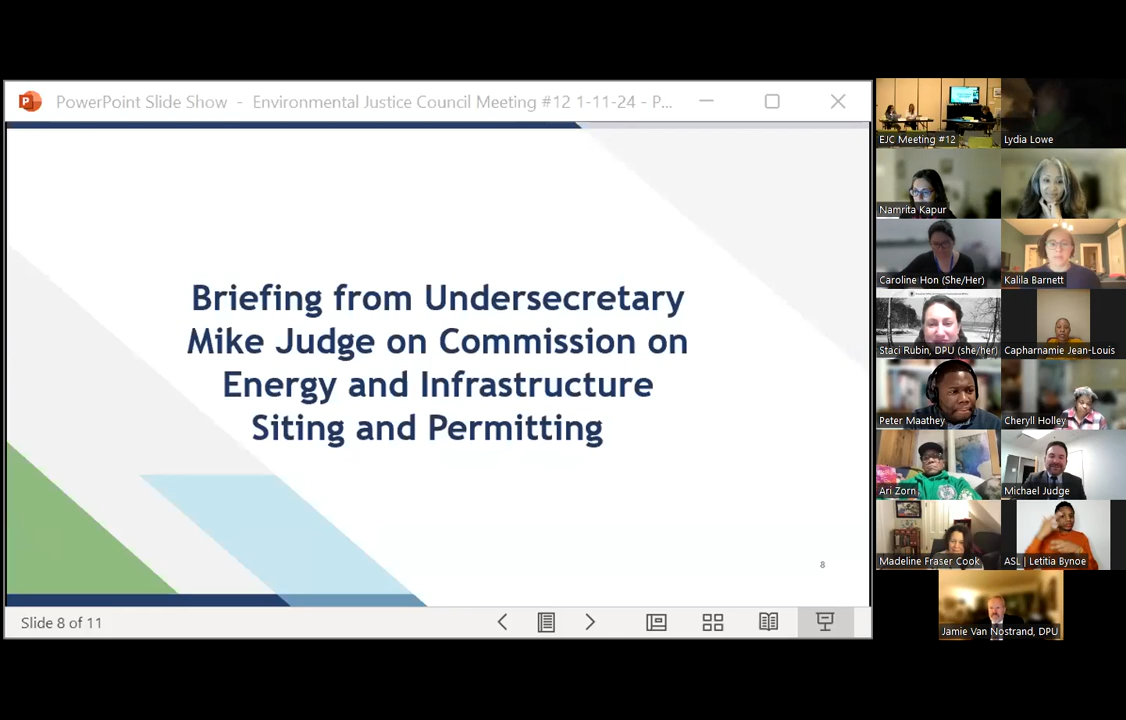 PowerPoint Slide Show - Environmental Justice Council Meeting #12 1-11-24 - P...
Briefing from Undersecretary
Mike Judge on Commission on
Energy and Infrastructure
Siting and Permitting
8
Slide 8 of 11
EJC Meeting #12
Lydia Lowe
Namrita Kapur
Caroline Hon (She/Her)
Kalila Barnett
Staci Rubin, DPU (she/her)
Capharnamie Jean-Louis
Peter Maathey
Cheryll Holley
Ari Zorn
Michael Judge
Madeline Fraser Cook
ASL | Letitia Bynoe
Jamie Van Nostrand, DPU